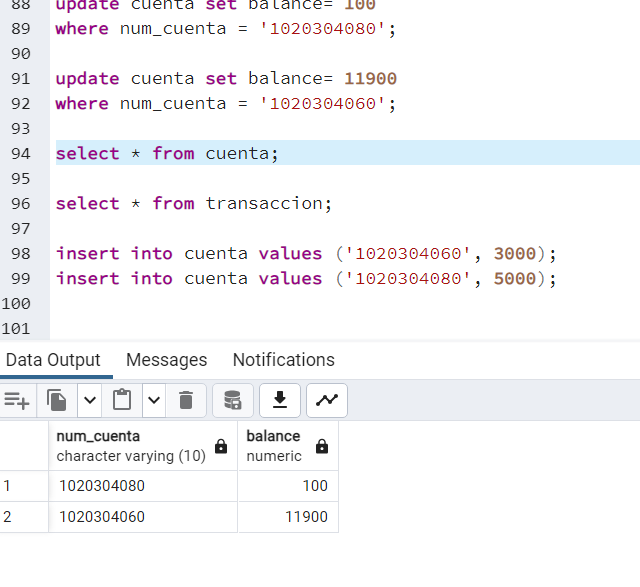 88 update cuenta set balance= 100
89 where num_cuenta = '1020304080';
90
91 update cuenta set balance= 11900
92 where num_cuenta = '1020304060';
93
94 select * from cuenta;
95
96 select * from transaccion;
97
98 insert into cuenta values ('1020304060', 3000);
99 insert into cuenta values ('1020304080', 5000);
100
101
Data Output Messages Notifications
num_cuenta balance
character varying (10) numeric
1 1020304080 100
2 1020304060 11900